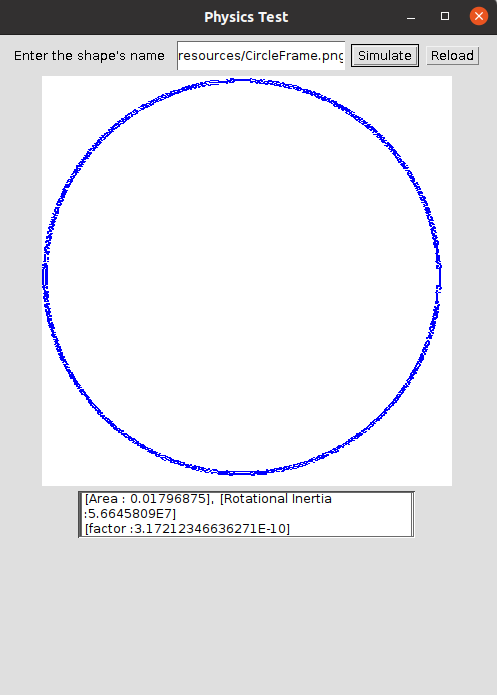 Physics Test
Enter the shape's name resources/CircleFrame.png Simulate Reload
[Area : 0.01796875], [Rotational Inertia
:5.6645809E7]
[factor :3.17212346636271E-10]